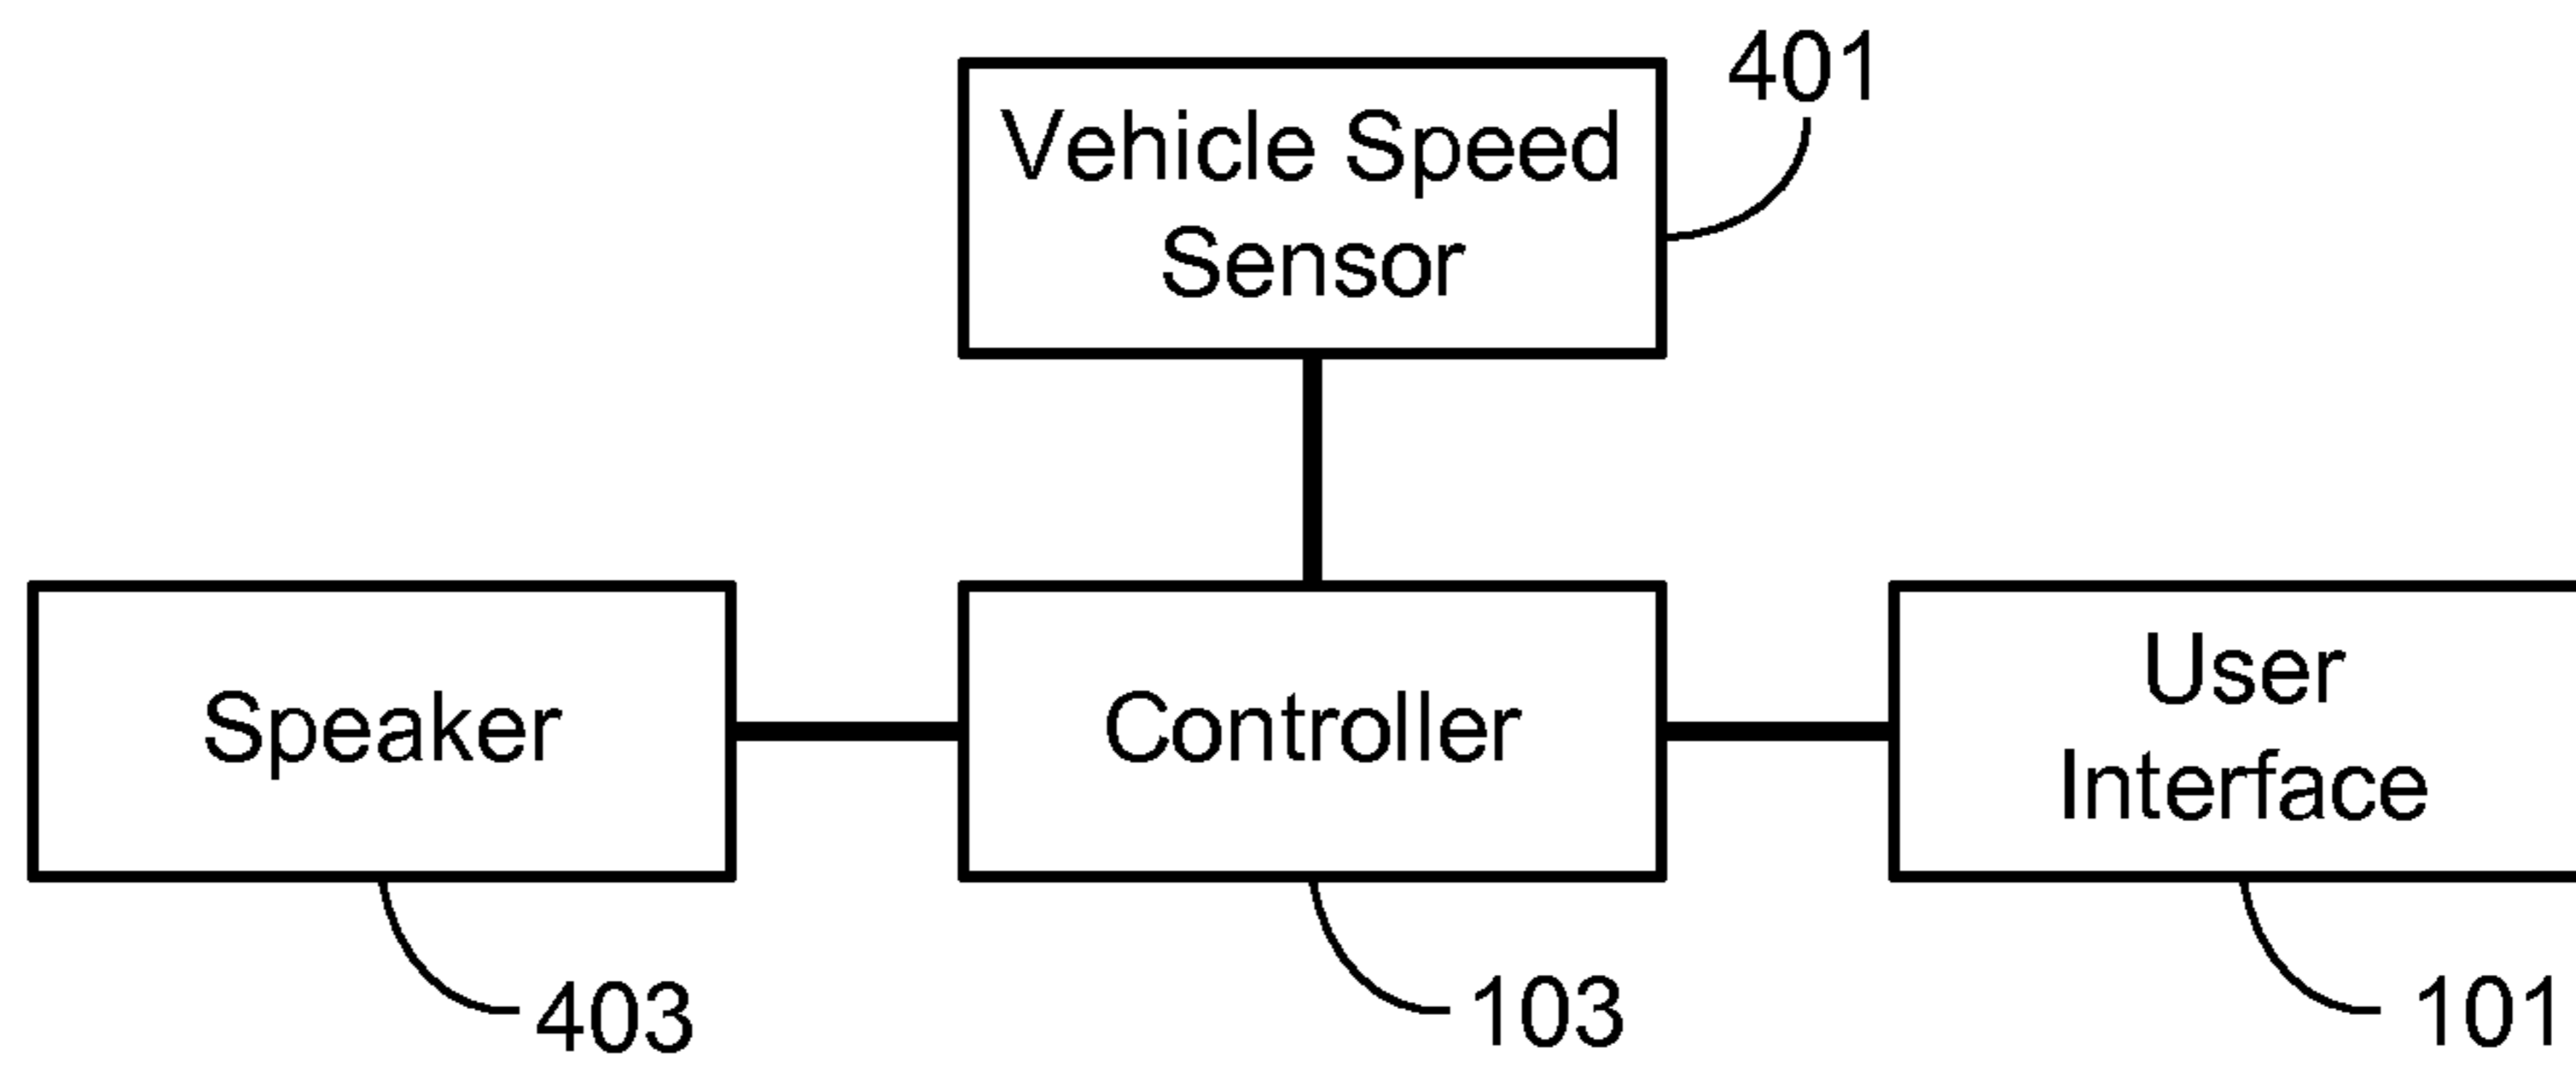 401
Vehicle Speed
Sensor
Speaker
Controller
User
Interface
403
103
101